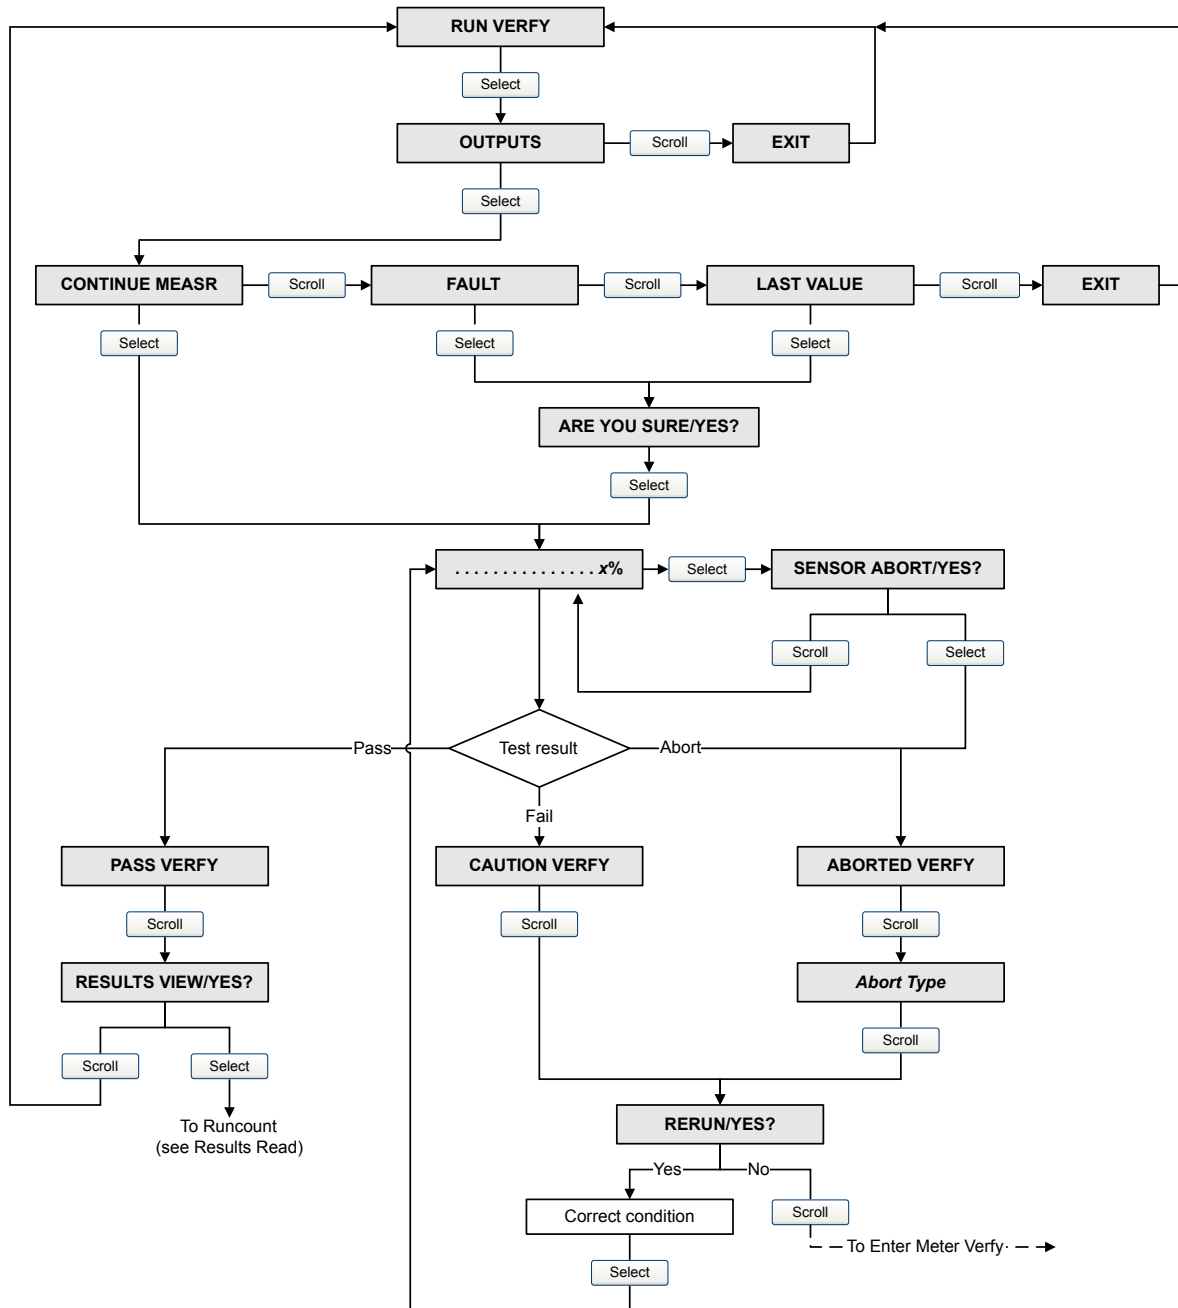 RUN VERFY
Select
OUTPUTS
Scroll
EXIT
Select
CONTINUE MEASR
Scroll
FAULT
Scroll
LAST VALUE
Scroll
EXIT
Select
Select
Select
ARE YOU SURE/YES?
Select
. . . . . . . . . . . . . . . x%
Select
SENSOR ABORT/YES?
Scroll
Select
Pass
Test result
Abort
Fail
PASS VERFY
CAUTION VERFY
ABORTED VERFY
Scroll
Scroll
Scroll
RESULTS VIEW/YES?
Abort Type
Scroll
Select
Scroll
To Runcount
(see Results Read)
RERUN/YES?
Yes
No
Correct condition
Scroll
To Enter Meter Verfy
Select